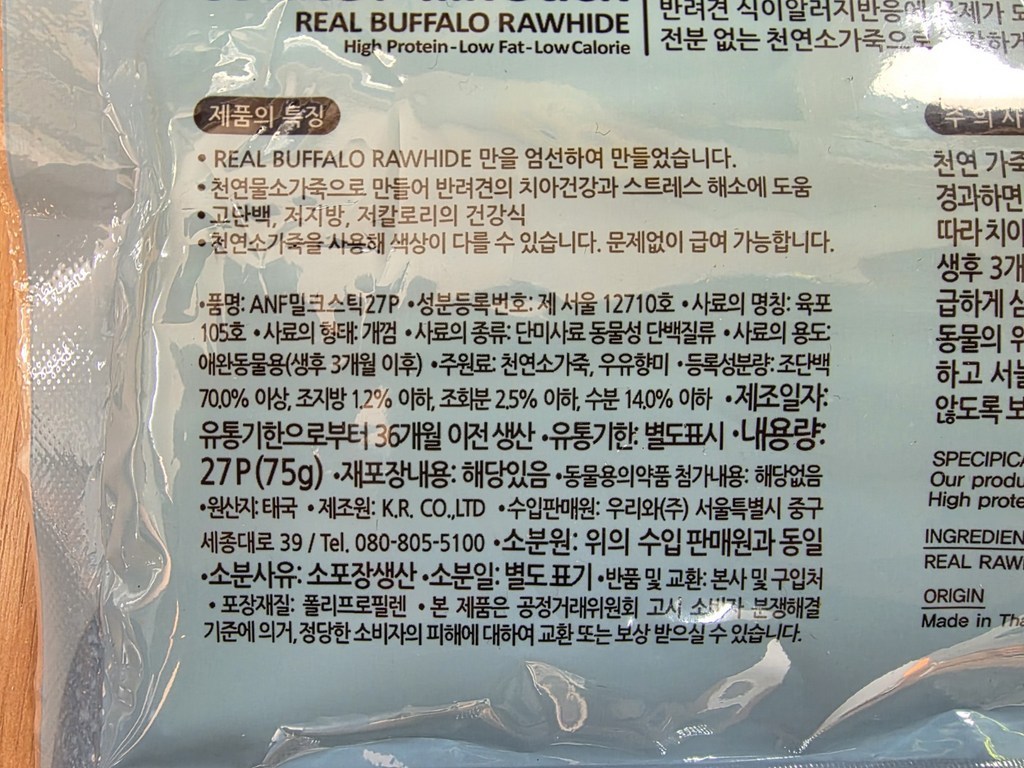 REAL BUFFALO RAWHIDE
High Protein-Low Fat-Low Calorie
반려견 식이알러지반응에
전분 없는 천연소가죽으로
제품의 특징
• REAL BUFFALO RAWHIDE 만을 엄선하여 만들었습니다.
• 천연물소가죽으로 만들어 반려견의 치아건강과 스트레스 해소에 도움
• 고단백, 저지방, 저칼로리의 건강식
• 천연소가죽을 사용해 색상이 다를 수 있습니다. 문제없이 급여 가능합니다.
•품명: ANF밀크스틱27P •성분등록번호: 제 서울 12710호 •사료의 명칭: 육포
105호 •사료의 형태: 개껌 •사료의 종류: 단미사료 동물성 단백질류 •사료의 용도:
애완동물용(생후 3개월 이후) •주원료: 천연소가죽, 우유향미 •등록성분량: 조단백
70.0% 이상, 조지방 1.2% 이하, 조회분 2.5% 이하, 수분 14.0% 이하 •제조일자:
유통기한으로부터 36개월 이전 생산 •유통기한: 별도표시 •내용량:
27P(75g) •재포장내용: 해당있음 •동물용의약품 첨가내용: 해당없음
•원산지: 태국 •제조원: K.R. CO.,LTD •수입판매원: 우리와(주) 서울특별시 중구
세종대로 39 / Tel. 080-805-5100 •소분원: 위의 수입 판매원과 동일
•소분사유: 소포장생산 •소분일: 별도 표기 •반품 및 교환: 본사 및 구입처
• 포장재질: 폴리프로필렌 • 본 제품은 공정거래위원회 고시 소비자 분쟁해결
기준에 의거, 정당한 소비자의 피해에 대하여 교환 또는 보상 받으실 수 있습니다.
주의 사
천연 가죽
경과하면
따라 치아
생후 3개
급하게 삼
동물의 위
하고 서늘
않도록 보
SPECIFICA
Our produ
High prote
INGREDIEN
REAL RAW
ORIGIN
Made in Tha